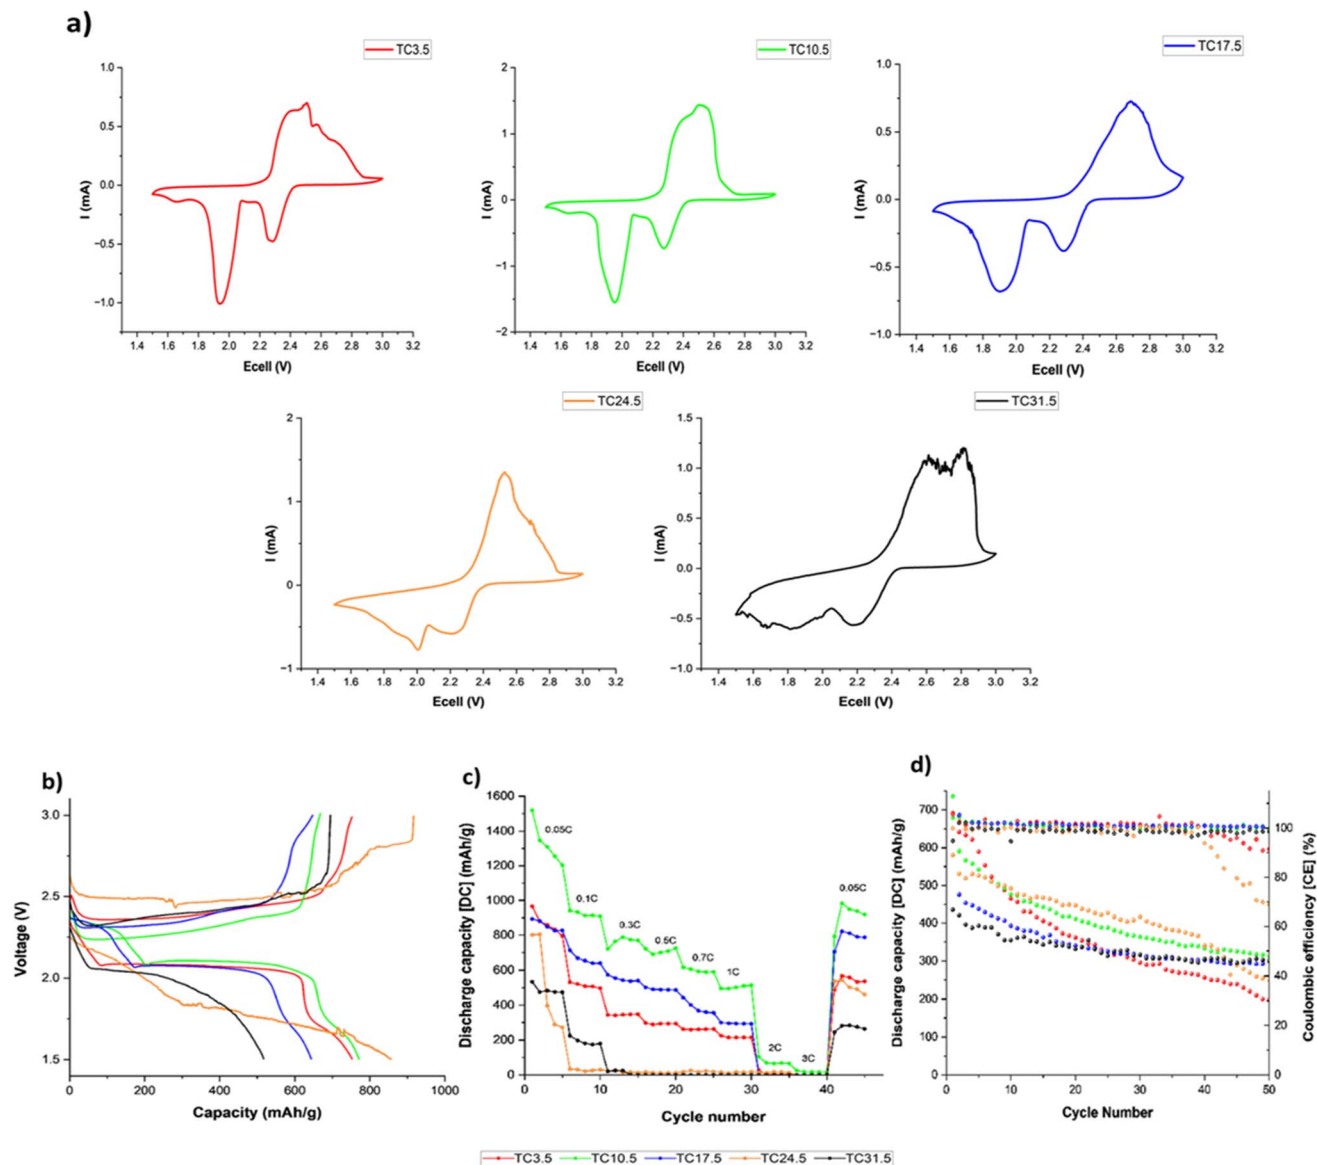 a)
TC3.5
TC10.5
TC17.5
1.0
0.5
0.0
−0.5
−1.0
I (mA)
1.4 1.6 1.8 2.0 2.2 2.4 2.6 2.8 3.0 3.2
Ecell (V)
2
1
0
−1
−2
I (mA)
1.4 1.6 1.8 2.0 2.2 2.4 2.6 2.8 3.0 3.2
Ecell (V)
1.0
0.5
0.0
−0.5
−1.0
I (mA)
1.4 1.6 1.8 2.0 2.2 2.4 2.6 2.8 3.0 3.2
Ecell (V)
TC24.5
TC31.5
2
1
0
−1
I (mA)
1.4 1.6 1.8 2.0 2.2 2.4 2.6 2.8 3.0 3.2
Ecell (V)
1.5
1.0
0.5
0.0
−0.5
−1.0
I (mA)
1.4 1.6 1.8 2.0 2.2 2.4 2.6 2.8 3.0 3.2
Ecell (V)
b)
3.0
2.5
2.0
1.5
Voltage (V)
0 200 400 600 800 1000
Capacity (mAh/g)
c)
1600
1400
1200
1000
800
600
400
200
0
Discharge capacity [DC] (mAh/g)
0.05C
0.1C
0.3C
0.5C
0.7C
1C
2C
3C
0.05C
0 10 20 30 40
Cycle number
d)
700
600
500
400
300
200
100
0
Discharge capacity [DC] (mAh/g)
100
80
60
40
20
0
Coulombic efficiency [CE] (%)
0 10 20 30 40 50
Cycle Number
TC3.5 TC10.5 TC17.5 TC24.5 TC31.5